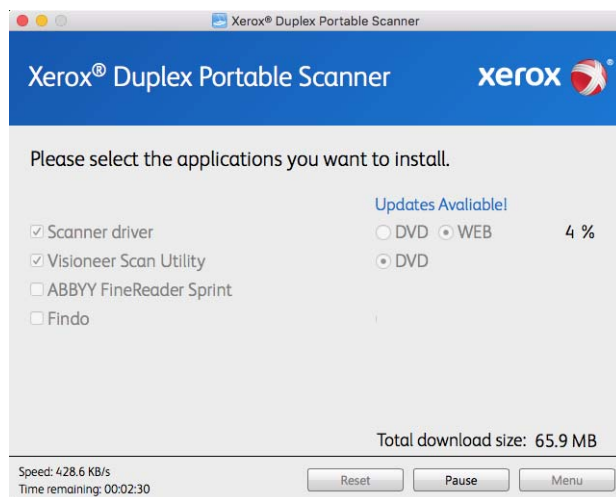 Xerox® Duplex Portable Scanner
Xerox® Duplex Portable Scanner xerox ®
Please select the applications you want to install.
Updates Avaliable!
Scanner driver DVD WEB 4 %
Visioneer Scan Utility DVD
ABBYY FineReader Sprint
Findo
Total download size: 65.9 MB
Speed: 428.6 KB/s
Time remaining: 00:02:30
Reset Pause Menu